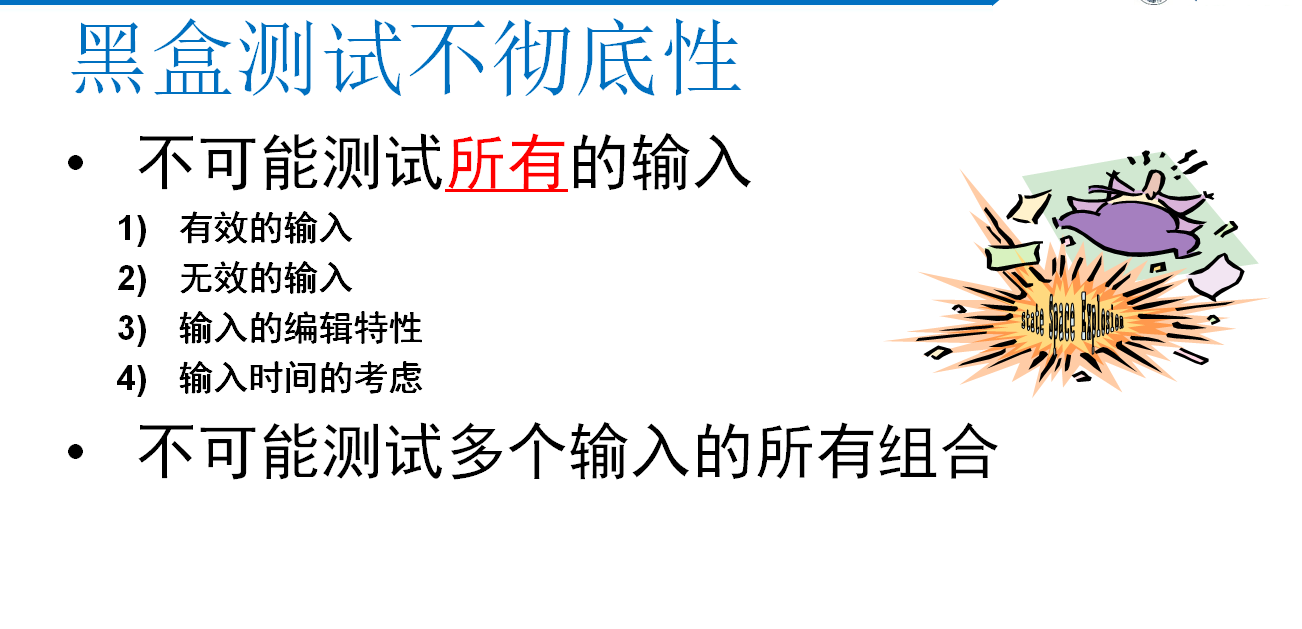 黑盒测试不彻底性
• 不可能测试所有的输入
1) 有效的输入
2) 无效的输入
3) 输入的编辑特性
4) 输入时间的考虑
State Space Explosion
• 不可能测试多个输入的所有组合